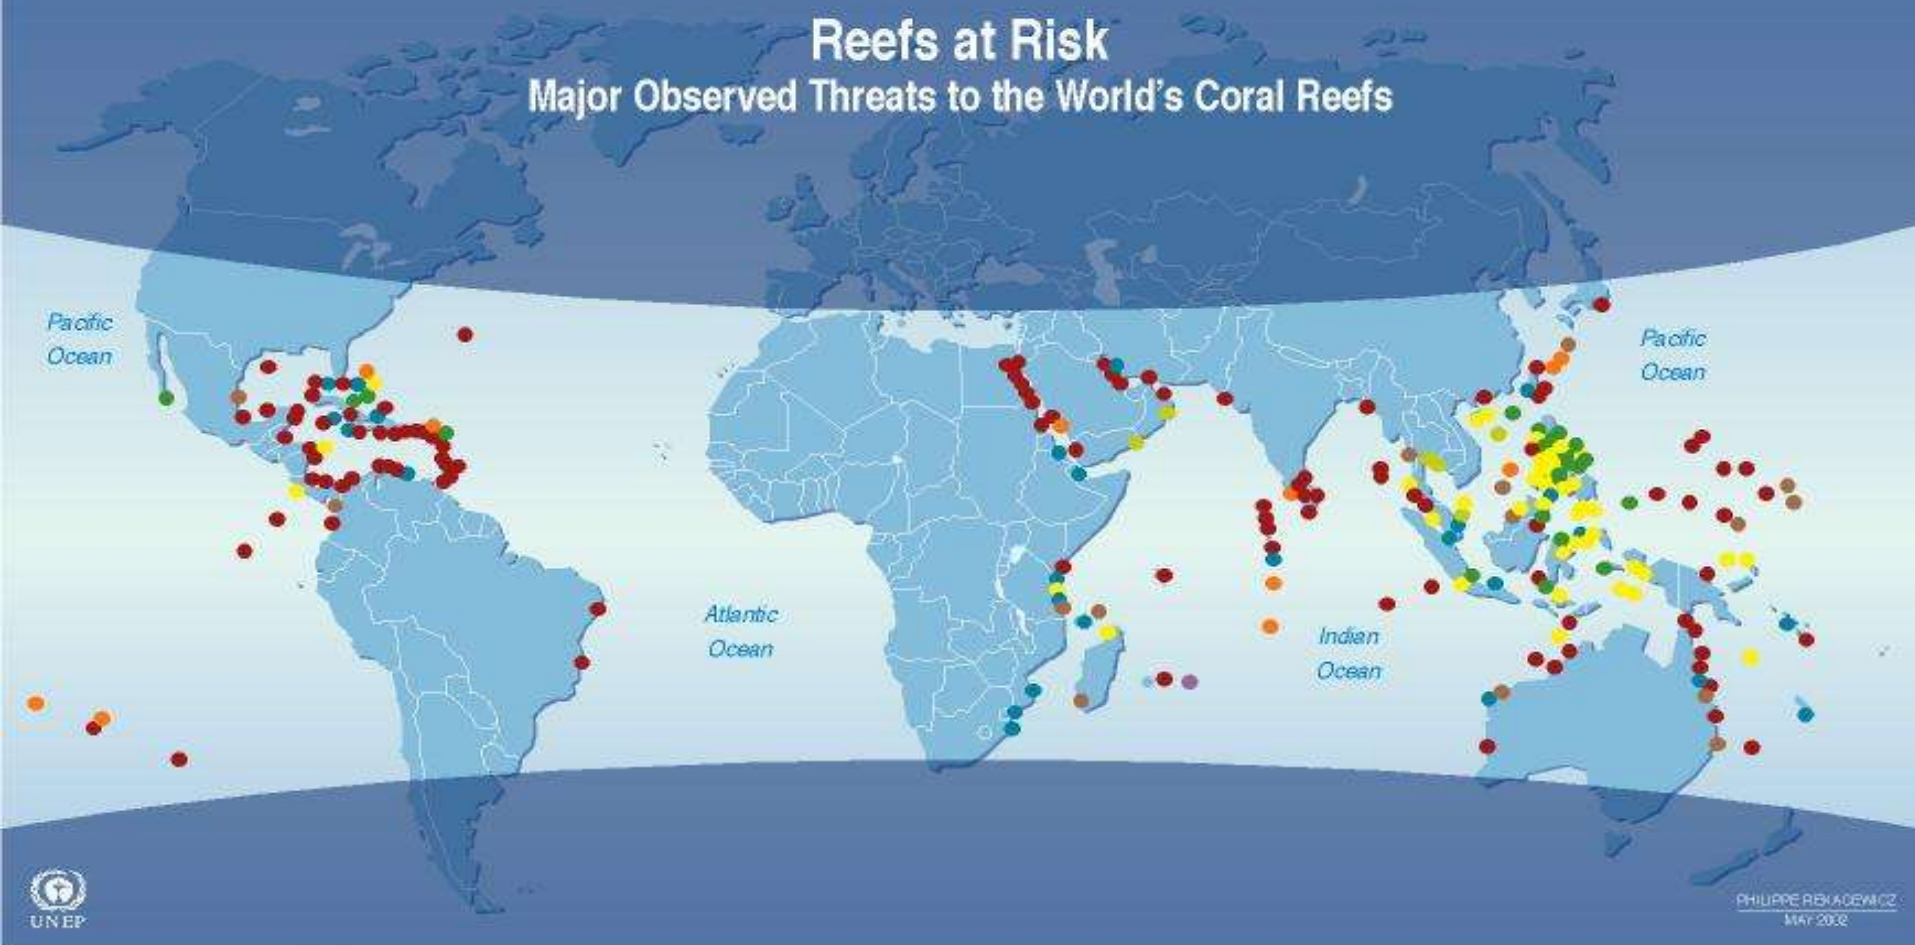 Reefs at Risk
Major Observed Threats to the World's Coral Reefs
Pacific
Ocean
Pacific
Ocean
Atlantic
Ocean
Indian
Ocean
UNEP
PHILIPPE REKACEWICZ
MAY 2002